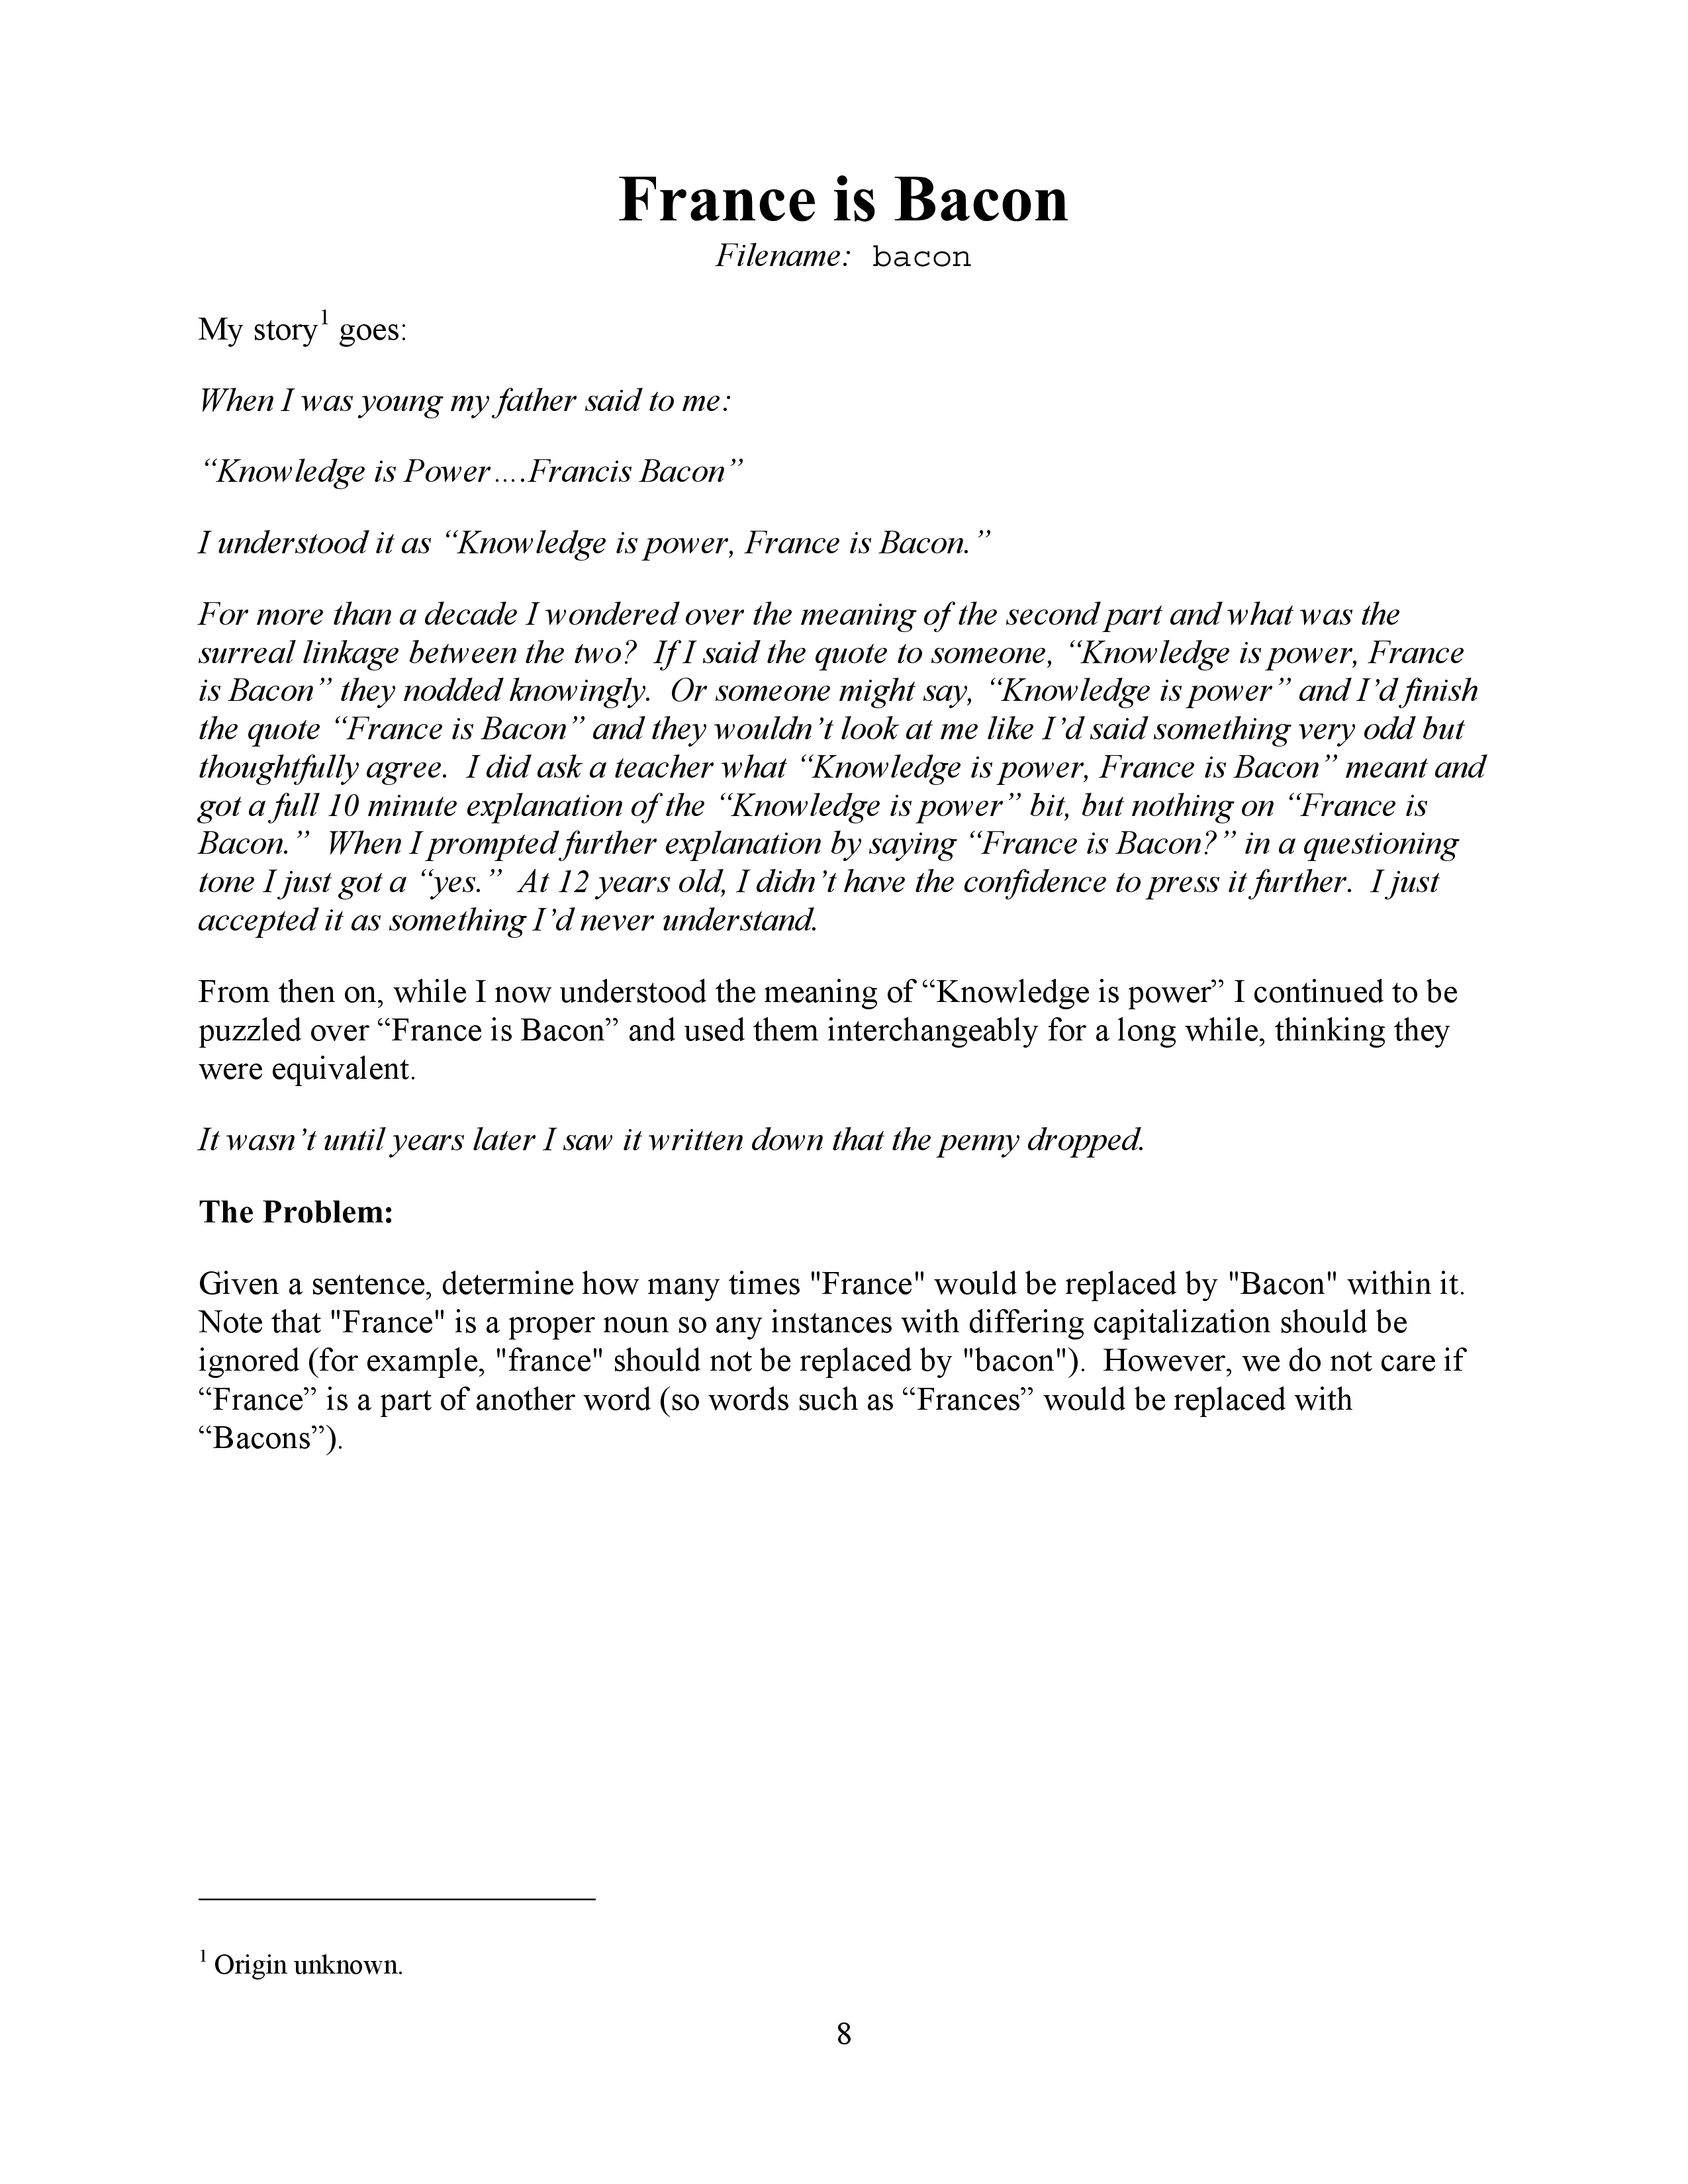 France is Bacon
Filename: bacon
My story1 goes:
When I was young my father said to me:
“Knowledge is Power….Francis Bacon”
I understood it as “Knowledge is power, France is Bacon.”
For more than a decade I wondered over the meaning of the second part and what was the
surreal linkage between the two?  If I said the quote to someone, “Knowledge is power, France
is Bacon” they nodded knowingly.  Or someone might say, “Knowledge is power” and I’d finish
the quote “France is Bacon” and they wouldn’t look at me like I’d said something very odd but
thoughtfully agree.  I did ask a teacher what “Knowledge is power, France is Bacon” meant and
got a full 10 minute explanation of the “Knowledge is power” bit, but nothing on “France is
Bacon.”  When I prompted further explanation by saying “France is Bacon?” in a questioning
tone I just got a “yes.”  At 12 years old, I didn’t have the confidence to press it further.  I just
accepted it as something I’d never understand.
From then on, while I now understood the meaning of “Knowledge is power” I continued to be
puzzled over “France is Bacon” and used them interchangeably for a long while, thinking they
were equivalent.
It wasn’t until years later I saw it written down that the penny dropped.
The Problem:
Given a sentence, determine how many times "France" would be replaced by "Bacon" within it.
Note that "France" is a proper noun so any instances with differing capitalization should be
ignored (for example, "france" should not be replaced by "bacon").  However, we do not care if
“France” is a part of another word (so words such as “Frances” would be replaced with
“Bacons”).
1 Origin unknown.
8